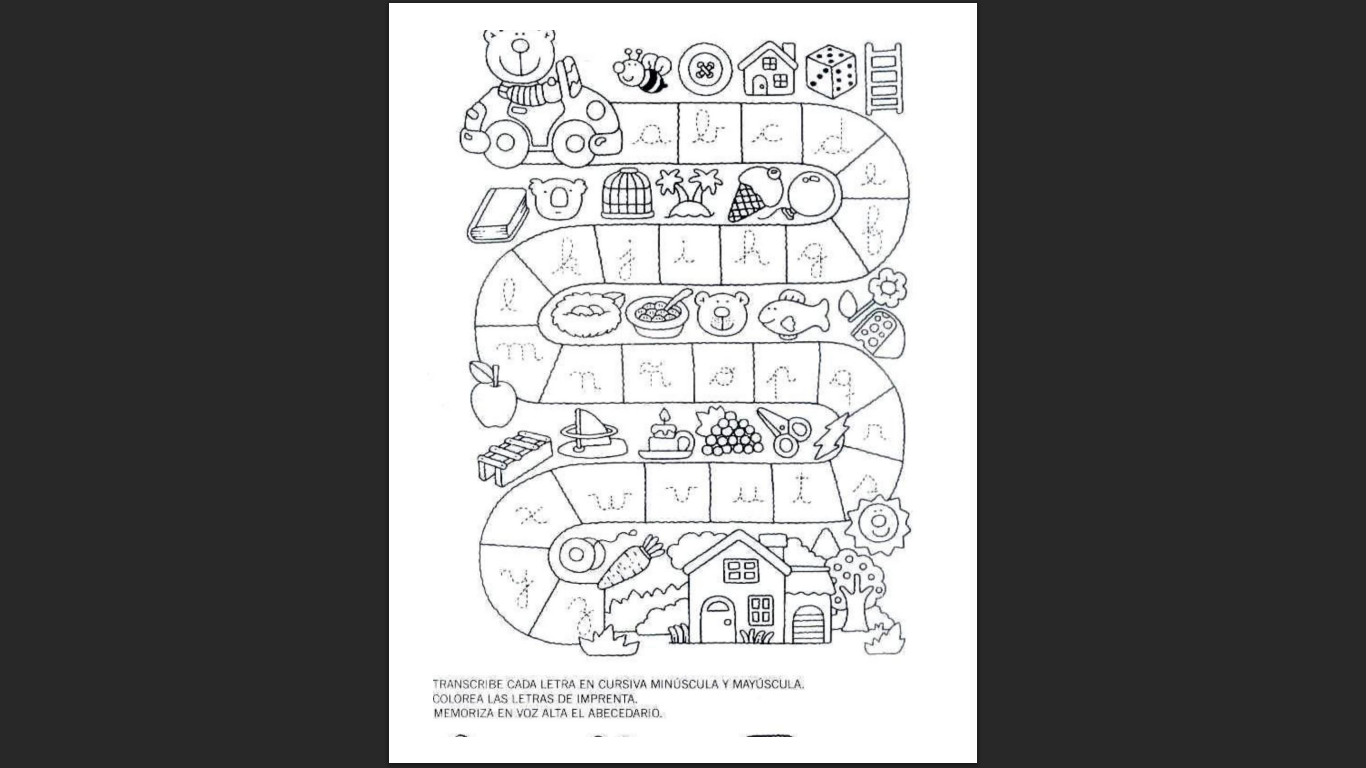 a b c d
e
f
k j i h g
l
m
n ñ o p q
r
s
x w v u t
y
z
TRANSCRIBE CADA LETRA EN CURSIVA MINÚSCULA Y MAYÚSCULA.
COLOREA LAS LETRAS DE IMPRENTA.
MEMORIZA EN VOZ ALTA EL ABECEDARIO.